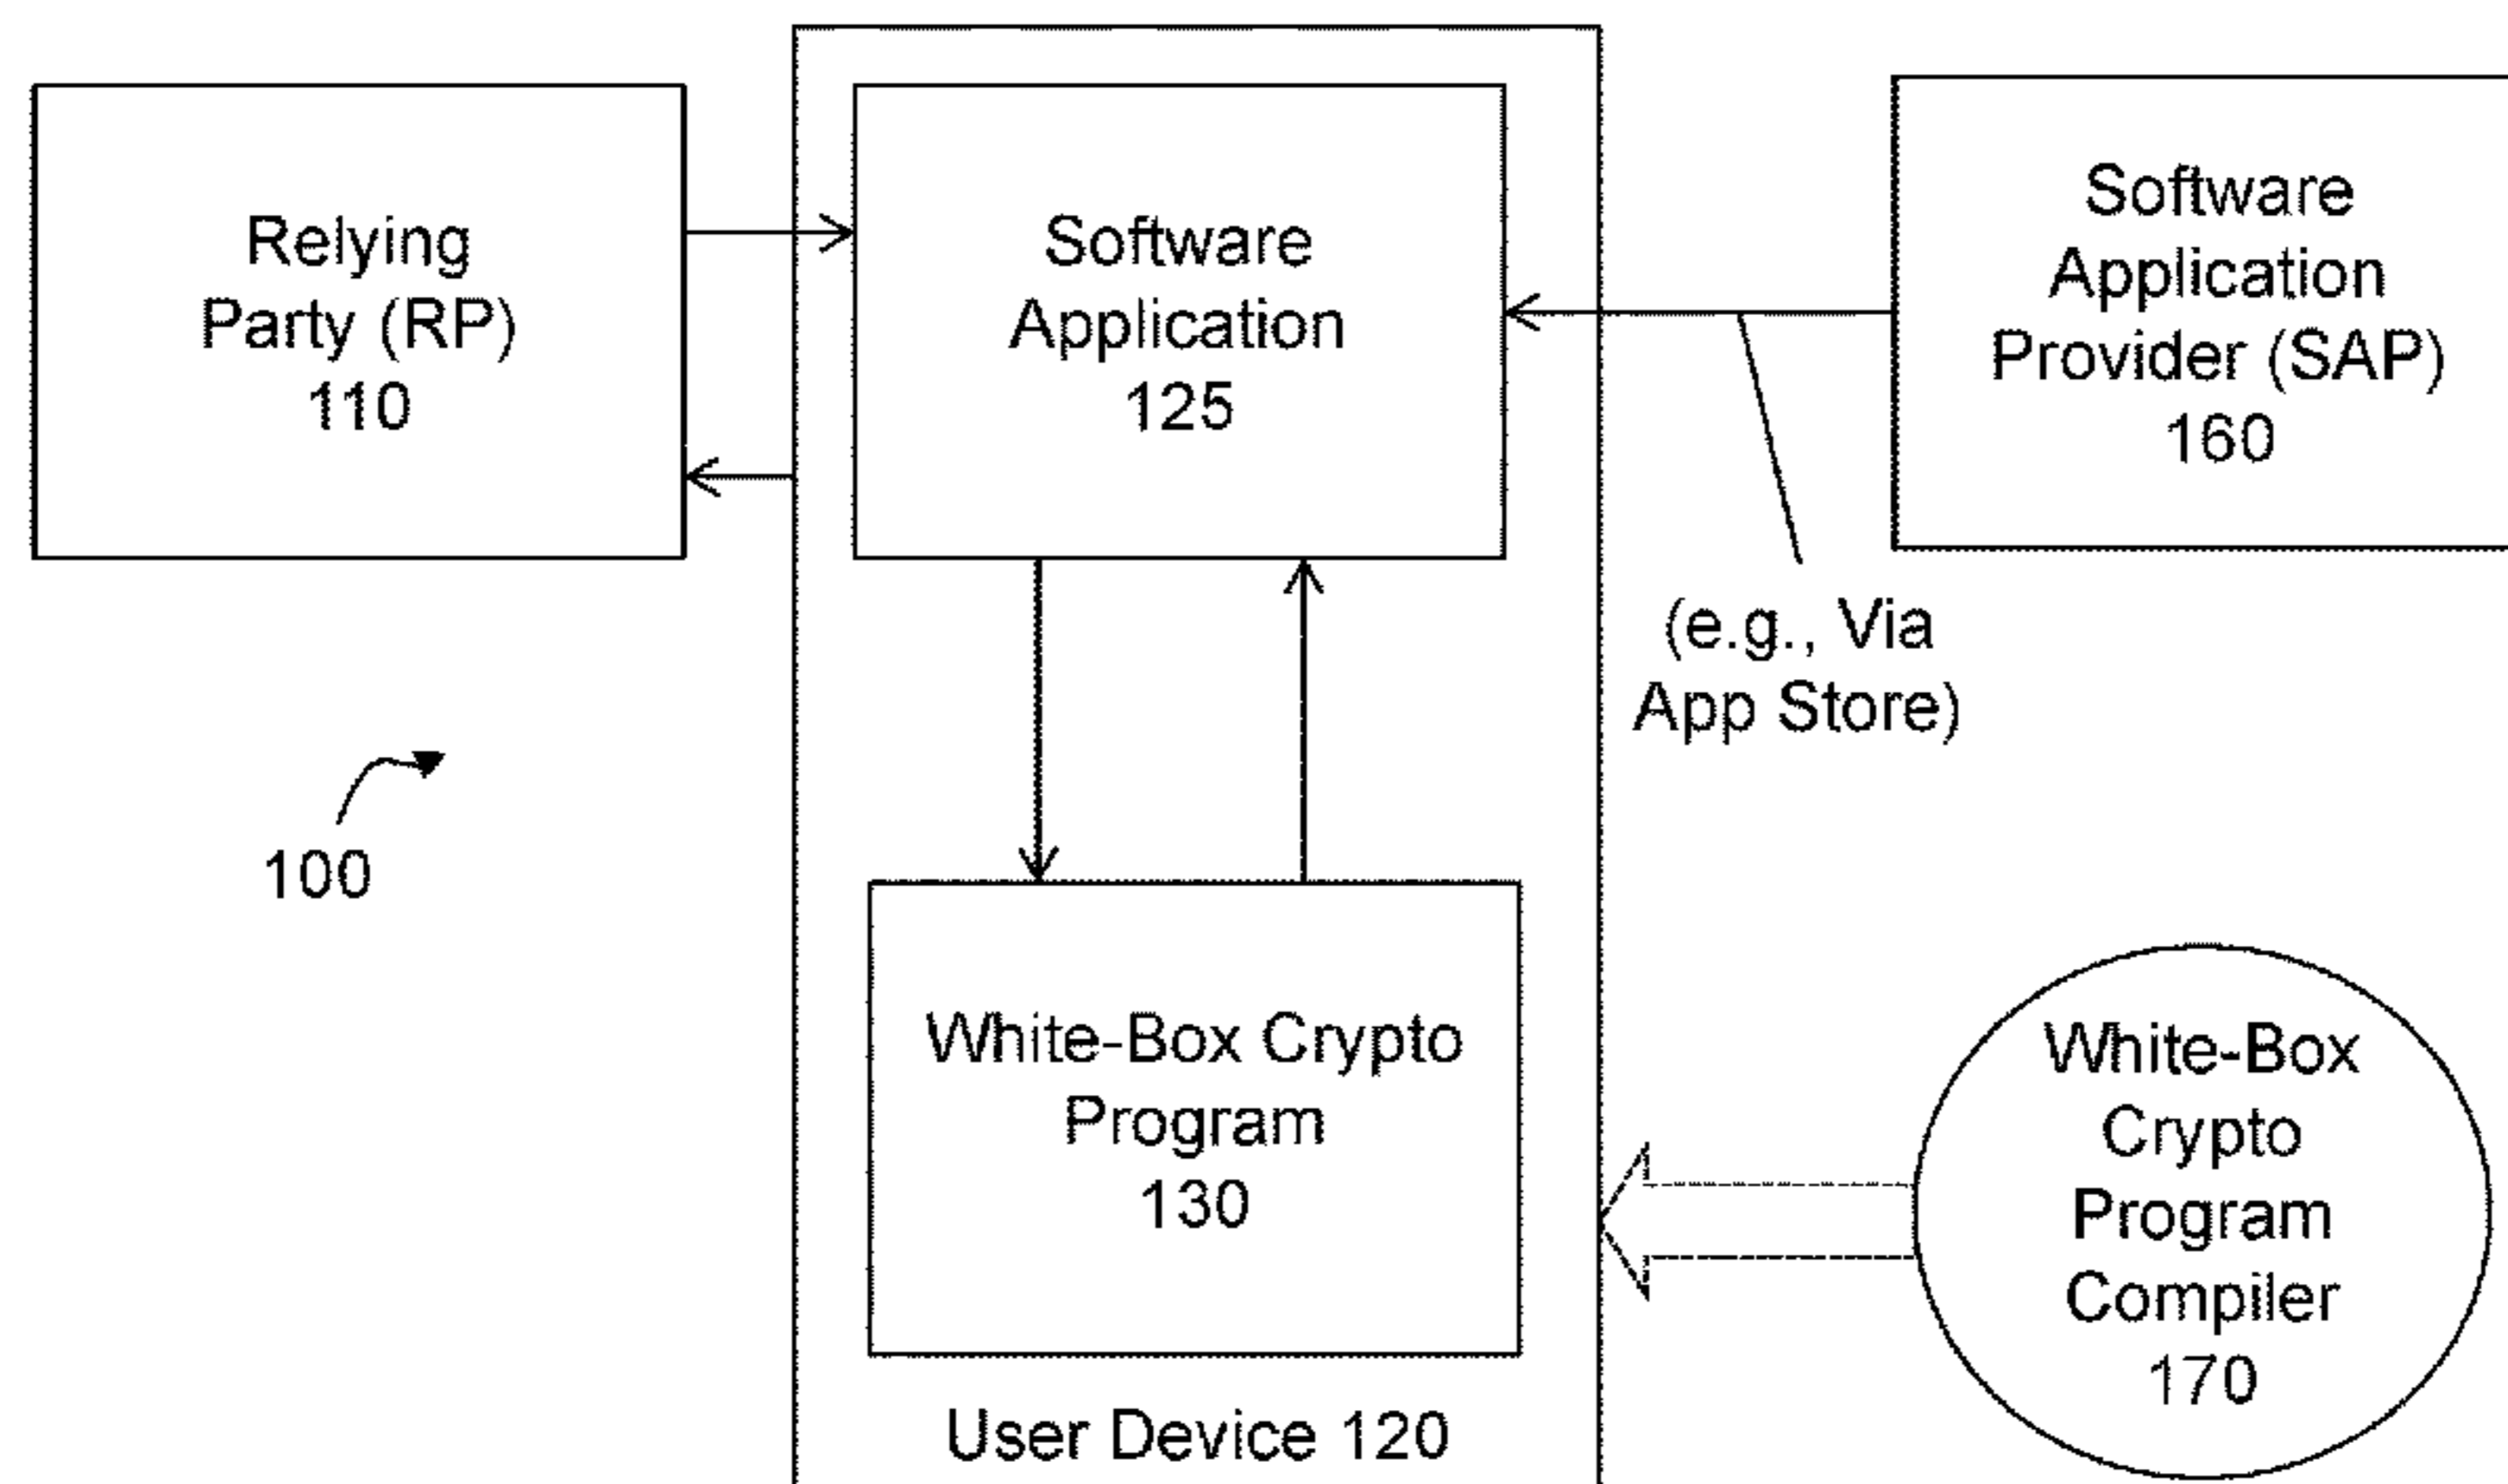 Relying
Party (RP)
110
Software
Application
125
Software
Application
Provider (SAP)
160
(e.g., Via
App Store)
100
White-Box Crypto
Program
130
User Device 120
White-Box
Crypto
Program
Compiler
170